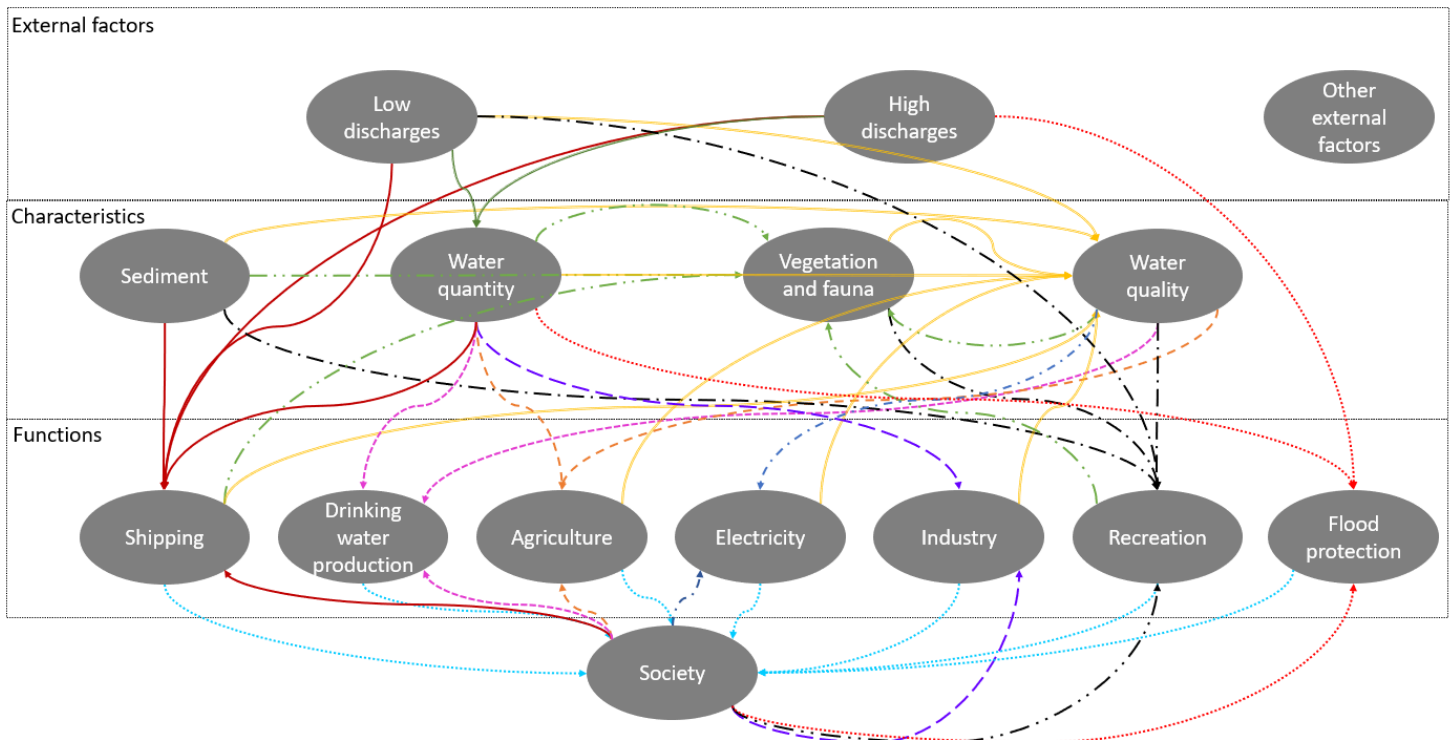 External factors
Low
discharges
High
discharges
Other
external
factors
Characteristics
Sediment
Water
quantity
Vegetation
and fauna
Water
quality
Functions
Shipping
Drinking
water
production
Agriculture
Electricity
Industry
Recreation
Flood
protection
Society